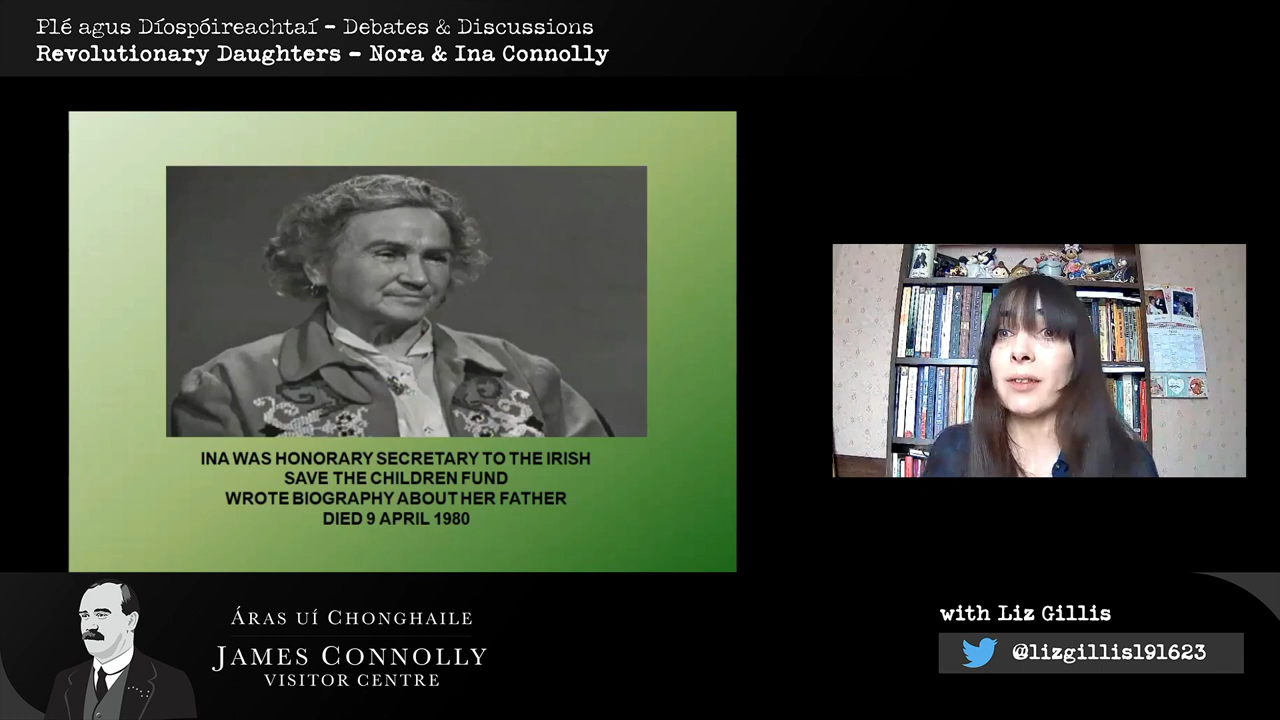 Plé agus Díospóireachtaí – Debates & Discussions
Revolutionary Daughters – Nora & Ina Connolly
INA WAS HONORARY SECRETARY TO THE IRISH
SAVE THE CHILDREN FUND
WROTE BIOGRAPHY ABOUT HER FATHER
DIED 9 APRIL 1980
ÁRAS UÍ CHONGHAILE
JAMES CONNOLLY
VISITOR CENTRE
with Liz Gillis
@lizgillis191623